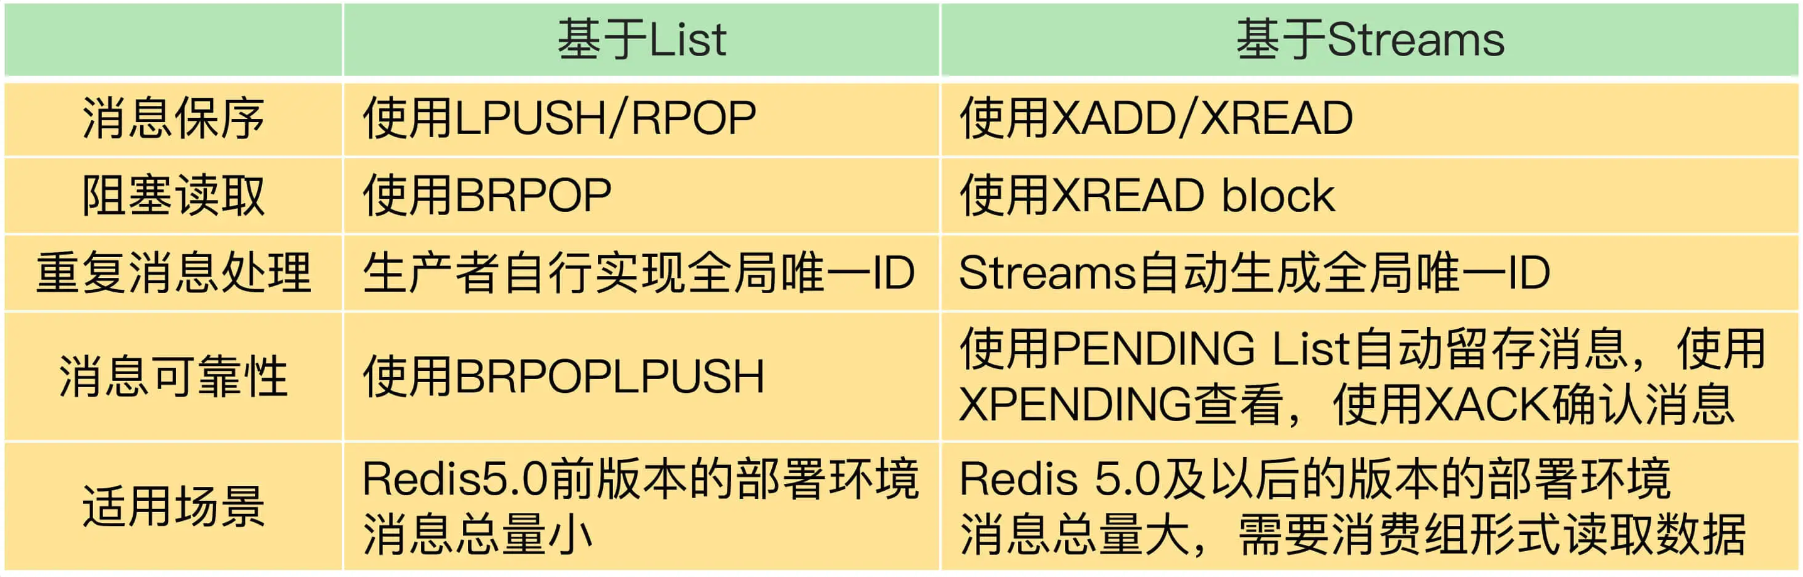 基于List
基于Streams
消息保序
使用LPUSH/RPOP
使用XADD/XREAD
阻塞读取
使用BRPOP
使用XREAD block
重复消息处理
生产者自行实现全局唯一ID
Streams自动生成全局唯一ID
消息可靠性
使用BRPOPLPUSH
使用PENDING List自动留存消息，使用
XPENDING查看，使用XACK确认消息
适用场景
Redis5.0前版本的部署环境
消息总量小
Redis 5.0及以后的版本的部署环境
消息总量大，需要消费组形式读取数据